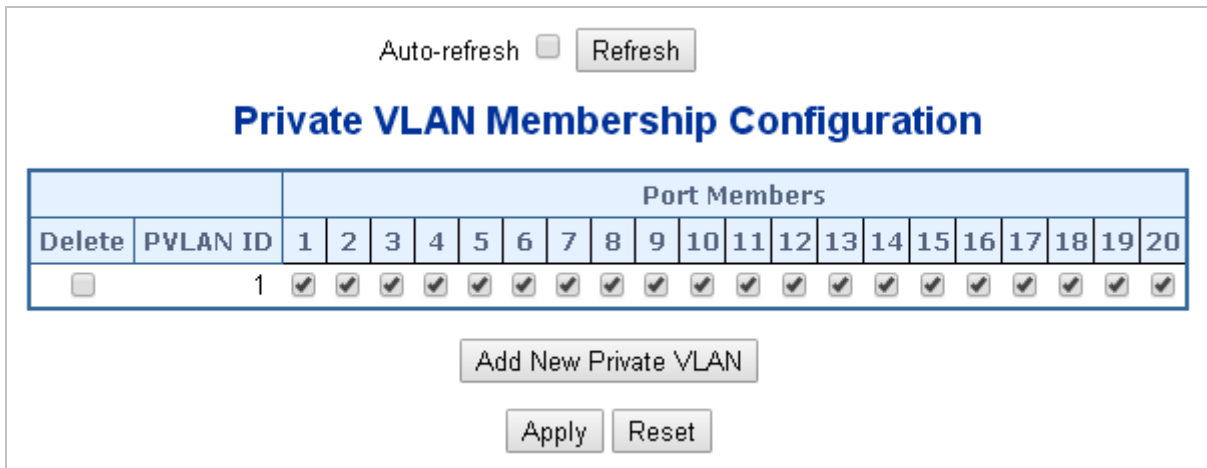 Auto-refresh Refresh
Private VLAN Membership Configuration
Port Members
Delete PVLAN ID 1 2 3 4 5 6 7 8 9 10 11 12 13 14 15 16 17 18 19 20
1
Add New Private VLAN
Apply Reset